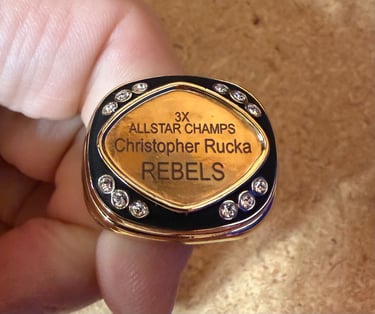 3X
ALLSTAR CHAMPS
Christopher Rucka
REBELS